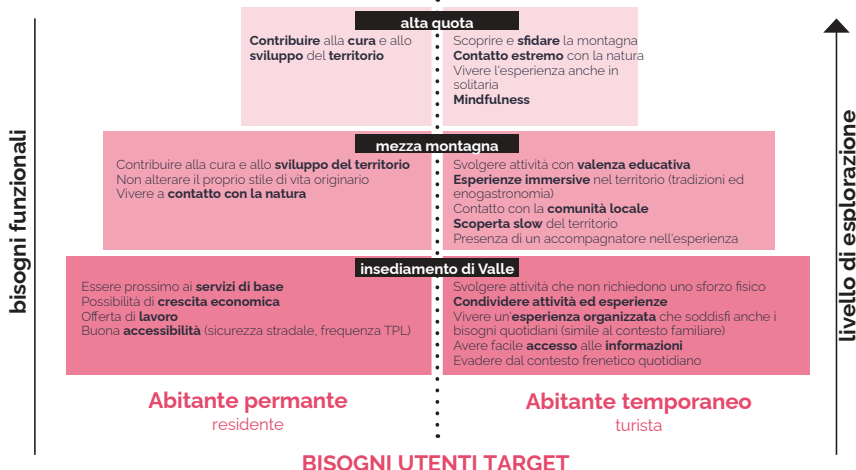 alta quota
Contribuire alla cura e allo
sviluppo del territorio
Scoprire e sfidare la montagna
Contatto estremo con la natura
Vivere l'esperienza anche in
solitaria
Mindfulness
mezza montagna
Contribuire alla cura e allo sviluppo del territorio
Non alterare il proprio stile di vita originario
Vivere a contatto con la natura
Svolgere attività con valenza educativa
Esperienze immersive nel territorio (tradizioni ed
enogastronomia)
Contatto con la comunità locale
Scoperta slow del territorio
Presenza di un accompagnatore nell'esperienza
insediamento di Valle
Essere prossimo ai servizi di base
Possibilità di crescita economica
Offerta di lavoro
Buona accessibilità (sicurezza stradale, frequenza TPL)
Svolgere attività che non richiedono uno sforzo fisico
Condividere attività ed esperienze
Vivere un'esperienza organizzata che soddisfi anche i
bisogni quotidiani (simile al contesto familiare)
Avere facile accesso alle informazioni
Evadere dal contesto frenetico quotidiano
bisogni funzionali
livello di esplorazione
Abitante permante
residente
Abitante temporaneo
turista
BISOGNI UTENTI TARGET